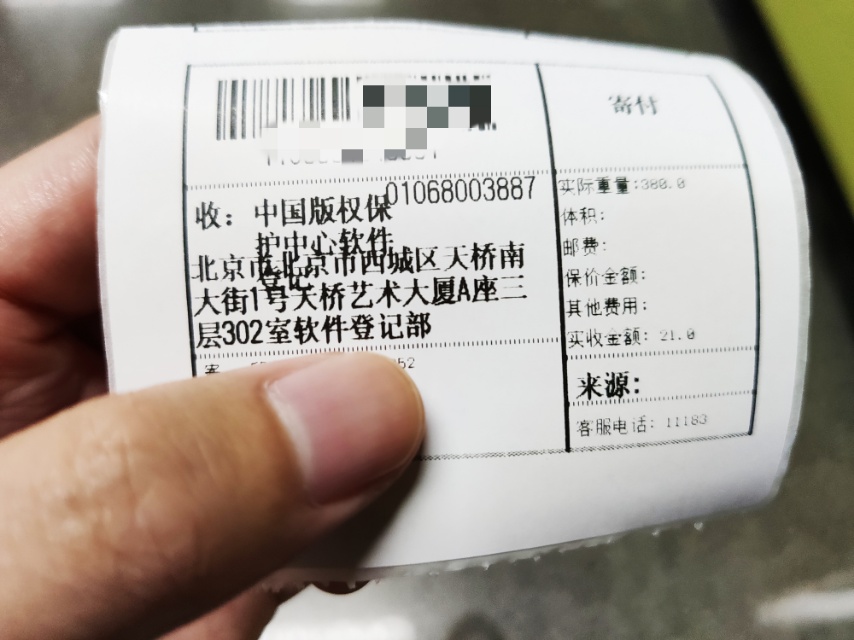 寄付
01068003887
收：中国版权保
护中心软件
登记
北京市北京市西城区天桥南
大街1号天桥艺术大厦A座三
层302室软件登记部
52
实际重量:380.0
体积:
邮费:
保价金额:
其他费用:
实收金额: 21.0
来源:
客服电话: 11183